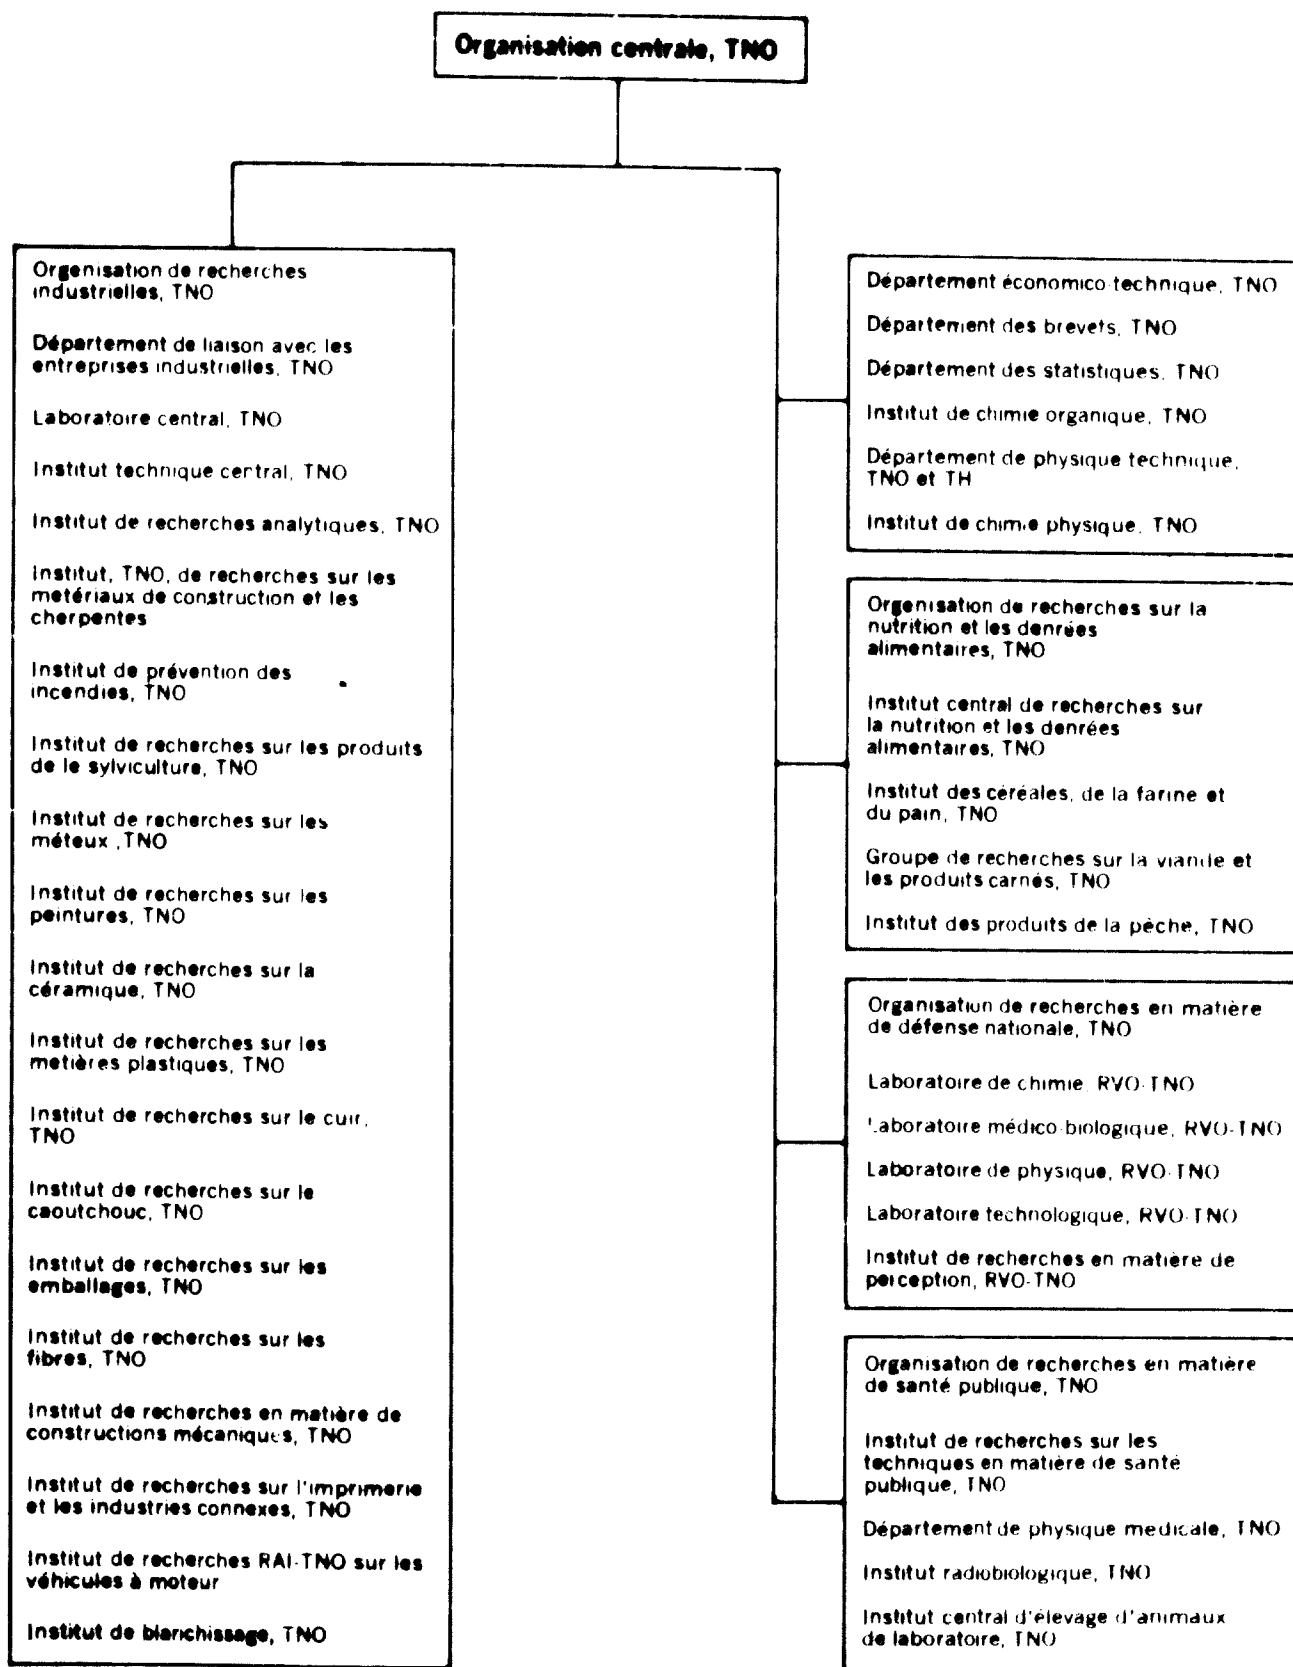 Organisation centrale, TNO
Orgenisation de recherches
industrielles, TNO
Département de liaison avec les
entreprises industrielles, TNO
Laboratoire central, TNO
Institut technique central, TNO
Institut de recherches analytiques, TNO
Institut, TNO, de recherches sur les
metériaux de construction et les
cherpentes
Institut de prévention des
incendies, TNO
Institut de recherches sur les produits
de le sylviculture, TNO
Institut de recherches sur les
méteux ,TNO
Institut de recherches sur les
peintures, TNO
Institut de recherches sur la
céramique, TNO
Institut de recherches sur les
metières plastiques, TNO
Institut de recherches sur le cuir,
TNO
Institut de recherches sur le
caoutchouc, TNO
Institut de recherches sur les
emballages, TNO
Institut de recherches sur les
fibres, TNO
Institut de recherches en matière de
constructions mécaniques, TNO
Institut de recherches sur l'imprimerie
et les industries connexes, TNO
Institut de recherches RAI-TNO sur les
véhicules à moteur
Institut de blanchissage, TNO
Département économico-technique, TNO
Département des brevets, TNO
Département des statistiques, TNO
Institut de chimie organique, TNO
Département de physique technique,
TNO et TH
Institut de chimie physique, TNO
Orgenisation de recherches sur la
nutrition et les denrées
alimentaires, TNO
Institut central de recherches sur
la nutrition et les denrées
alimentaires, TNO
Institut des céréales, de la farine et
du pain, TNO
Groupe de recherches sur la viande et
les produits carnés, TNO
Institut des produits de la pêche, TNO
Organisation de recherches en matière
de défense nationale, TNO
Laboratoire de chimie, RVO-TNO
Laboratoire médico-biologique, RVO-TNO
Laboratoire de physique, RVO-TNO
Laboratoire technologique, RVO-TNO
Institut de recherches en matière de
perception, RVO-TNO
Organisation de recherches en matière
de santé publique, TNO
Institut de recherches sur les
techniques en matière de santé
publique, TNO
Département de physique medicale, TNO
Institut radiobiologique, TNO
Institut central d'élevage d'animaux
de laboratoire, TNO